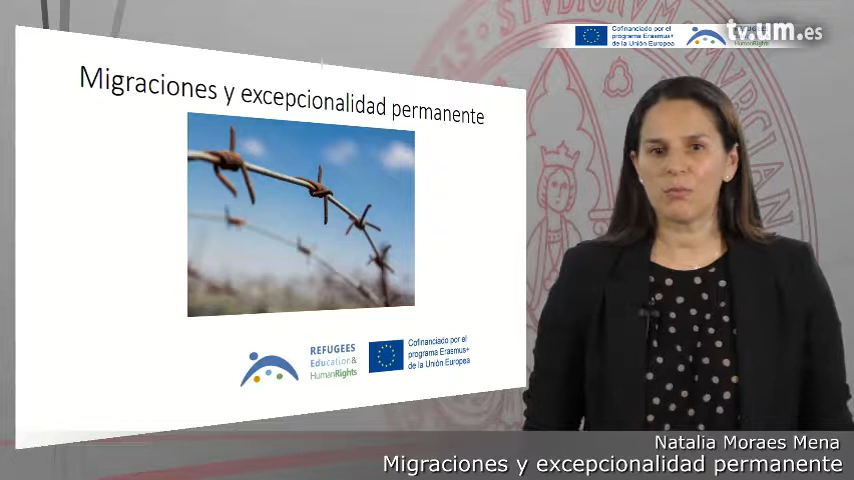 Cofinanciado por el
programa Erasmus+
de la Unión Europea
tv.um.es
HumanRights
Migraciones y excepcionalidad permanente
REFUGEES
Education&
HumanRights
Cofinanciado por el
programa Erasmus+
de la Unión Europea
Natalia Moraes Mena
Migraciones y excepcionalidad permanente